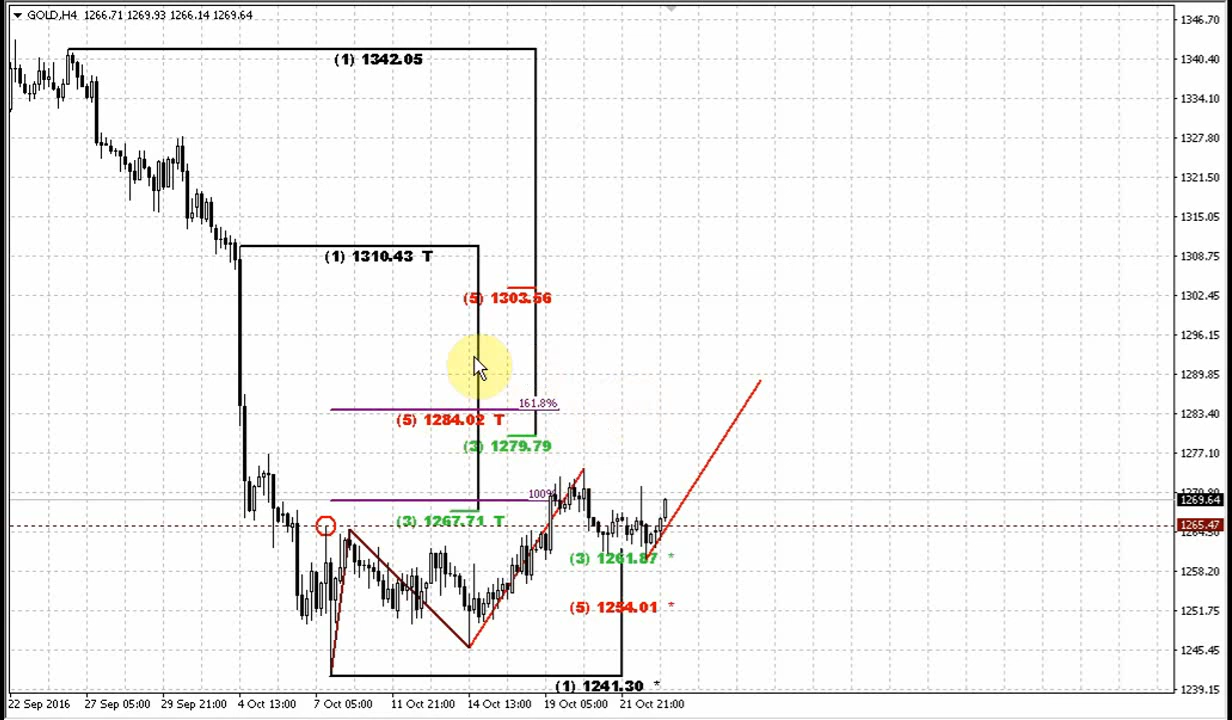 GOLD,H4 1266.71 1269.93 1266.14 1269.64
1346.70
(1) 1342.05
1340.40
1334.10
1327.80
1321.50
1315.05
(1) 1310.43 T
1308.75
(5) 1303.56
1302.45
1296.15
1289.85
161.8%
1283.40
(5) 1284.02 T
(3) 1279.79
1277.10
100%
1269.64
(3) 1267.71 T
1265.47
(3) 1261.87 *
1258.20
(5) 1254.01 *
1251.75
1245.45
(1) 1241.30 *
1239.15
22 Sep 2016 27 Sep 05:00 29 Sep 21:00 4 Oct 13:00 7 Oct 05:00 11 Oct 21:00 14 Oct 13:00 19 Oct 05:00 21 Oct 21:00